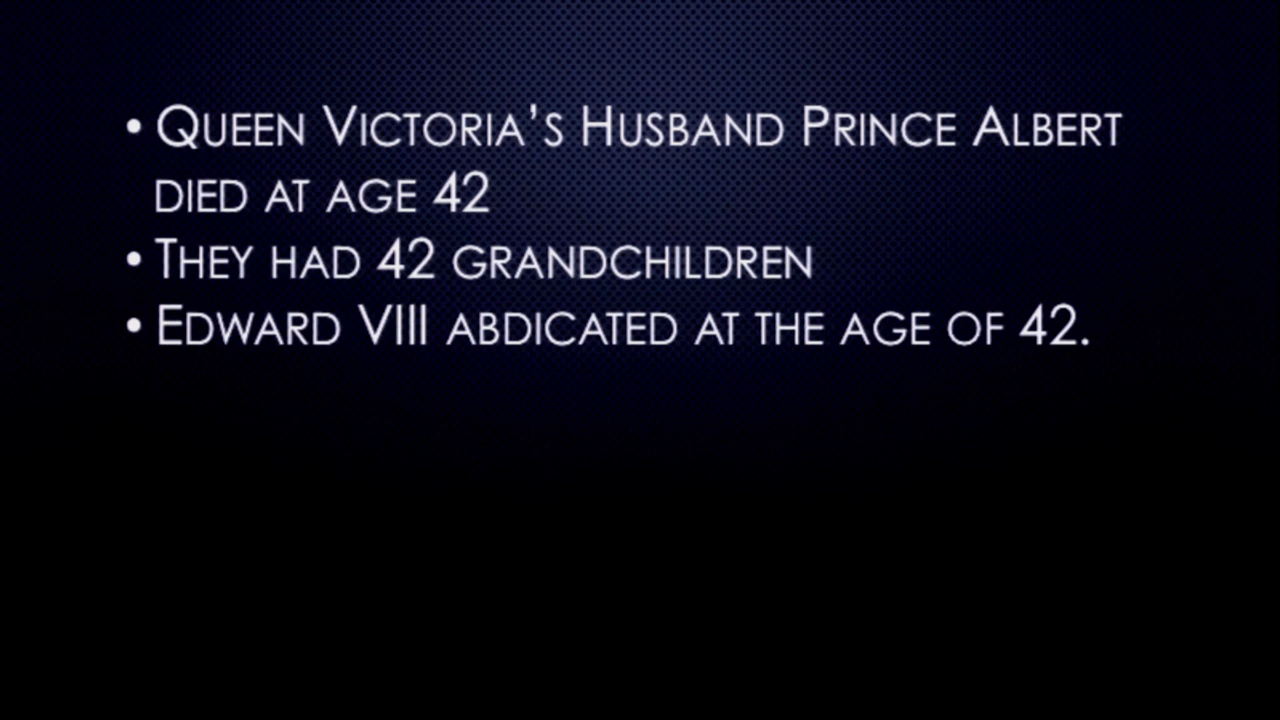 • Queen Victoria’s Husband Prince Albert
died at age 42
• They had 42 grandchildren
• Edward VIII abdicated at the age of 42.